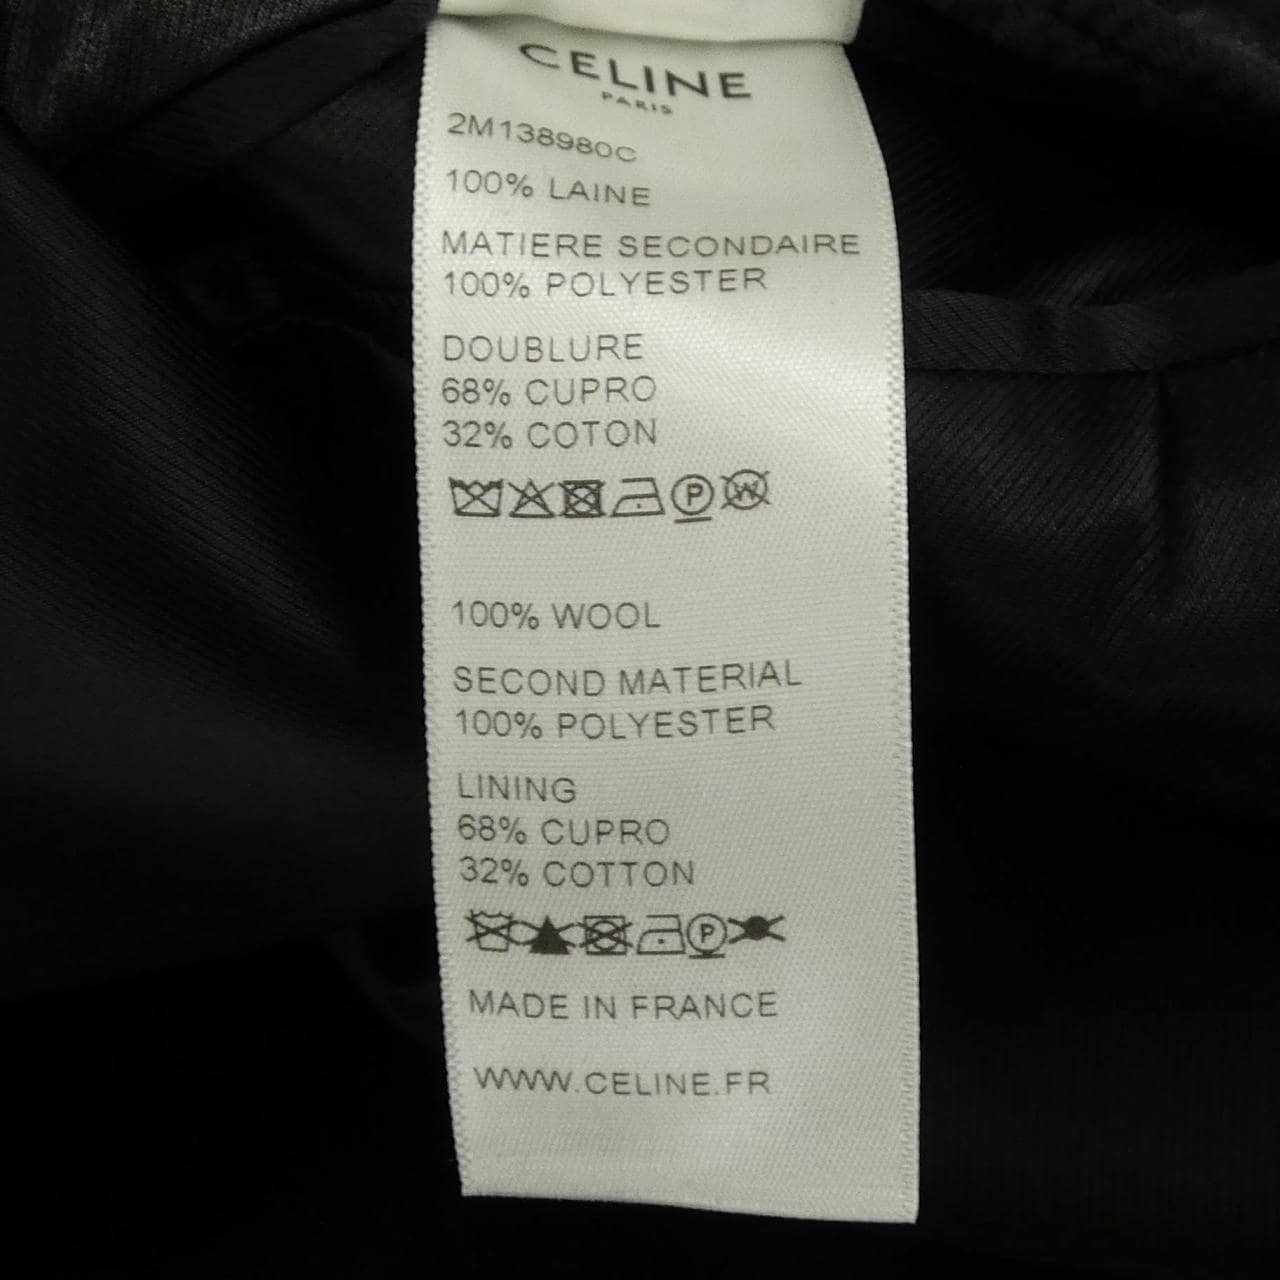 CELINE
PARIS
2M138980C
100% LAINE
MATIERE SECONDAIRE
100% POLYESTER
DOUBLURE
68% CUPRO
32% COTON
P W
100% WOOL
SECOND MATERIAL
100% POLYESTER
LINING
68% CUPRO
32% COTTON
P
MADE IN FRANCE
WWW.CELINE.FR